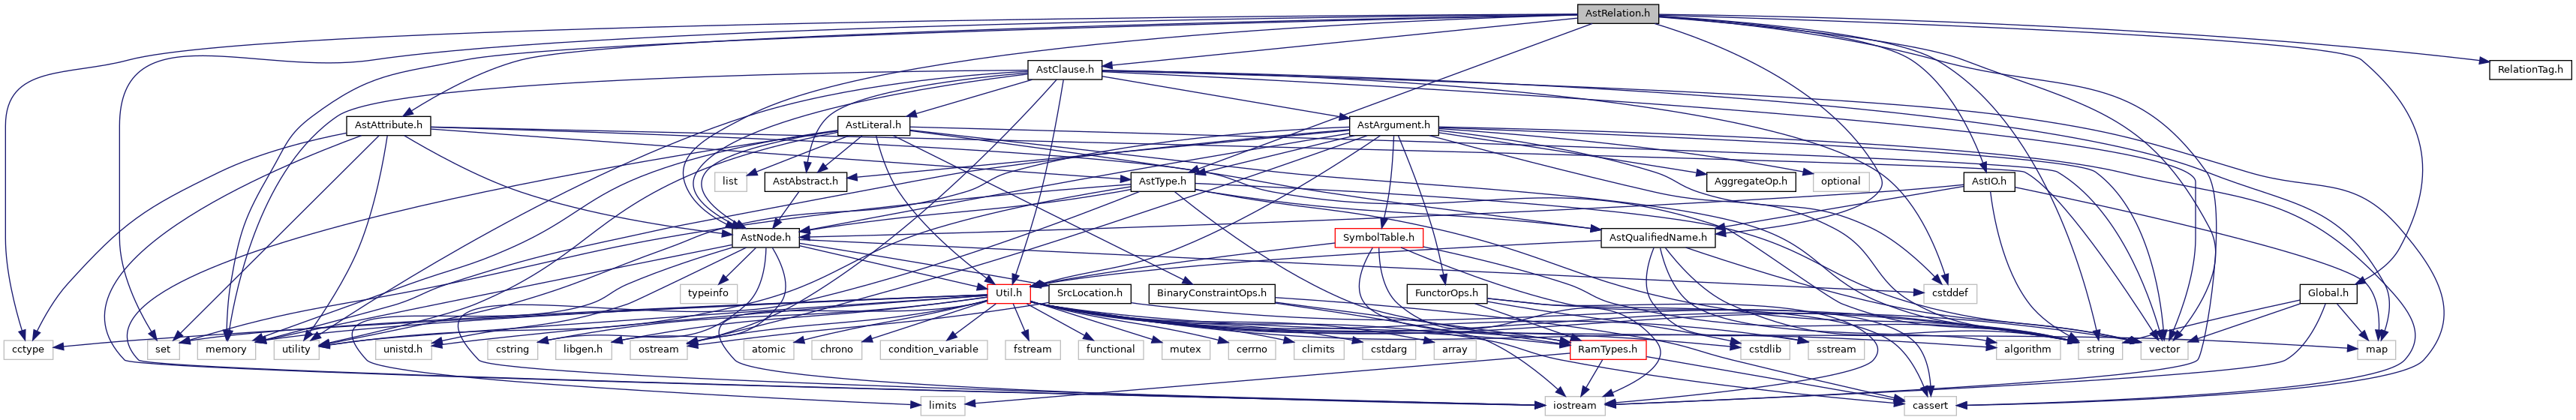 AstRelation.h
AstClause.h
RelationTag.h
AstAttribute.h
AstLiteral.h
AstArgument.h
list
AstAbstract.h
AstType.h
AggregateOp.h
optional
AstIO.h
AstNode.h
SymbolTable.h
AstQualifiedName.h
typeinfo
Util.h
SrcLocation.h
BinaryConstraintOps.h
FunctorOps.h
cstddef
Global.h
cctype
set
memory
utility
unistd.h
cstring
libgen.h
ostream
atomic
chrono
condition_variable
fstream
functional
mutex
cerrno
climits
cstdarg
array
RamTypes.h
cstdlib
sstream
algorithm
string
vector
map
limits
iostream
cassert